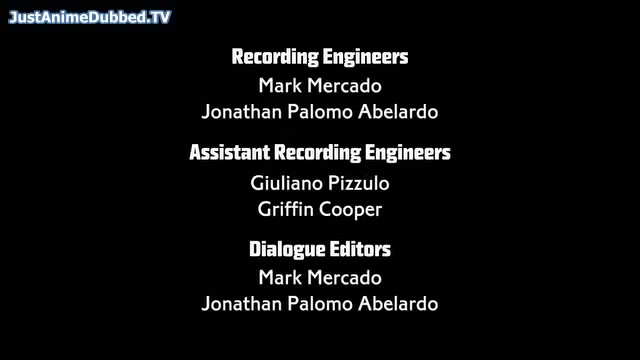 JustAnimeDubbed.TV
Recording Engineers
Mark Mercado
Jonathan Palomo Abelardo
Assistant Recording Engineers
Giuliano Pizzulo
Griffin Cooper
Dialogue Editors
Mark Mercado
Jonathan Palomo Abelardo